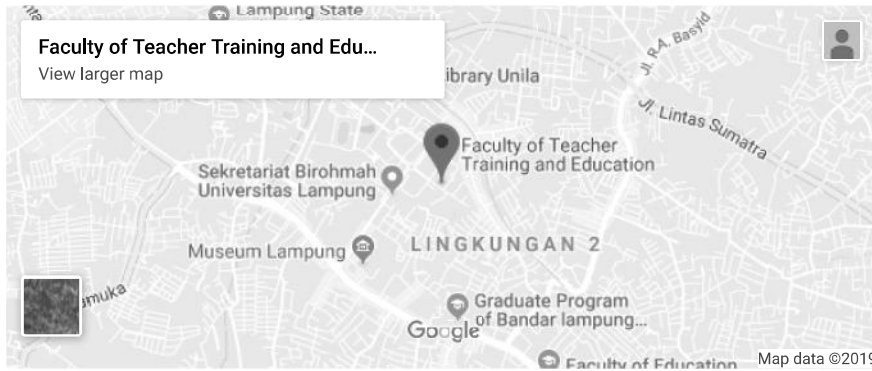 Lampung State
Faculty of Teacher Training and Edu...
View larger map
ibrary Unila
Jl. R.A. Basyid
Jl. Lintas Sumatra
Faculty of Teacher
Training and Education
Sekretariat Birohmah
Universitas Lampung
Museum Lampung
LINGKUNGAN 2
muka
Graduate Program
of Bandar lampung...
Google
Faculty of Education
Map data ©2019